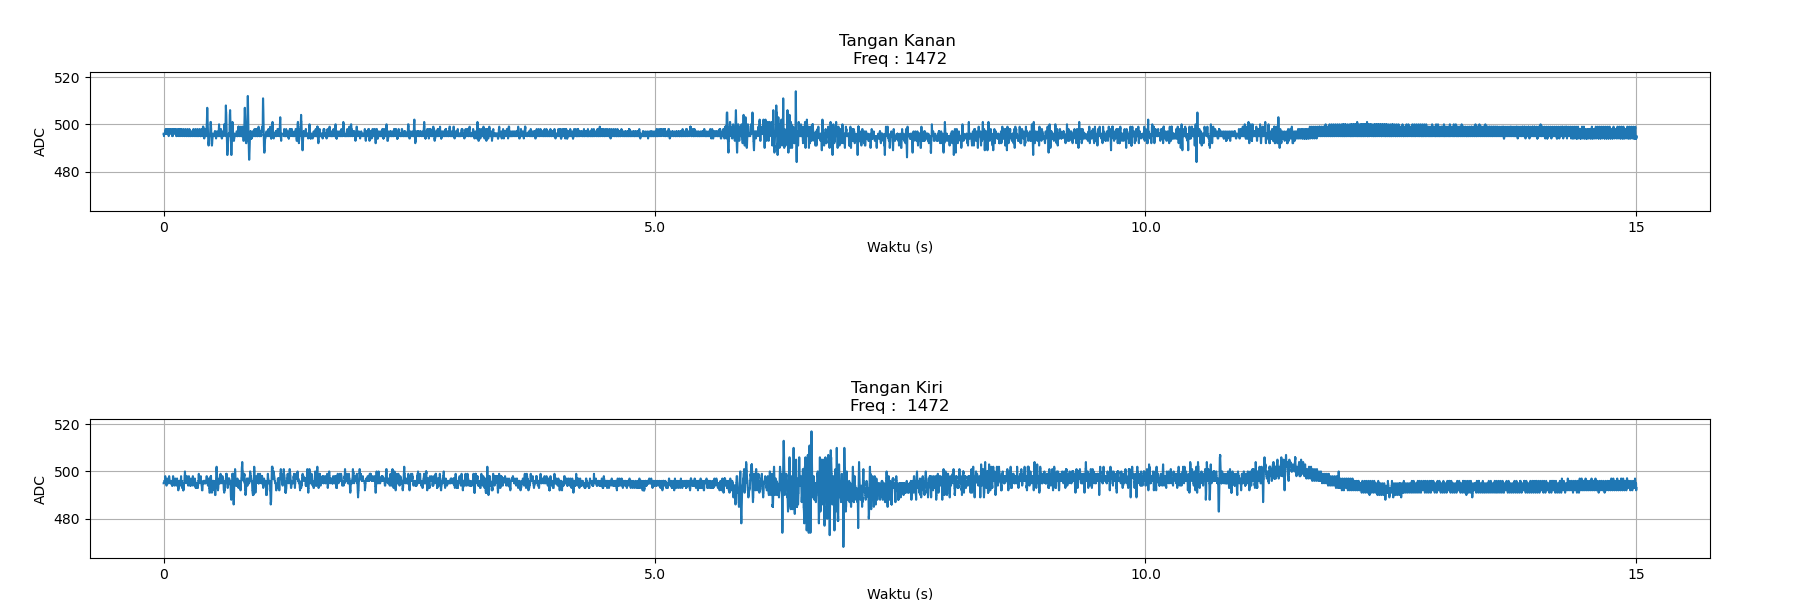 Tangan Kanan
Freq : 1472
520
500
480
ADC
0 5.0 10.0 15
Waktu (s)
Tangan Kiri
Freq :  1472
520
500
480
ADC
0 5.0 10.0 15
Waktu (s)